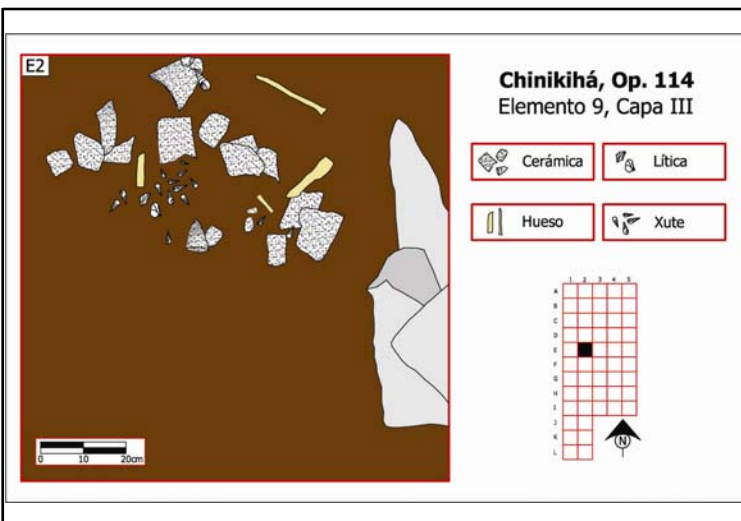 E2
Chinikihá, Op. 114
Elemento 9, Capa III
Cerámica
Lítica
Hueso
Xute
1 2 3 4 5
A
B
C
D
E
F
G
H
I
J
K
L
N
0 10 20cm